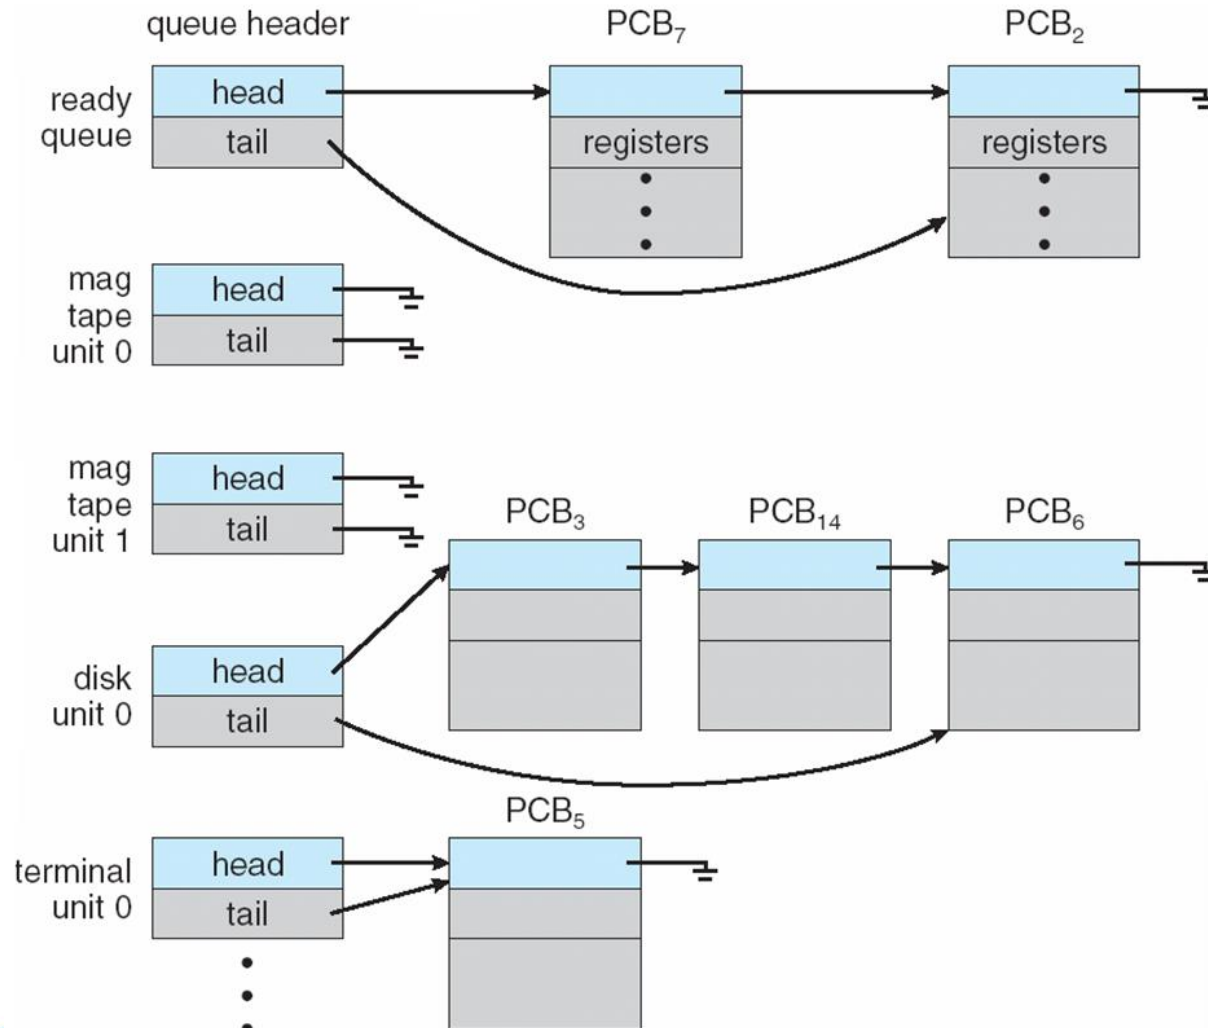 queue header
PCB₇
PCB₂
ready
queue
head
tail
registers
registers
mag
tape
unit 0
head
tail
mag
tape
unit 1
head
tail
PCB₃
PCB₁₄
PCB₆
disk
unit 0
head
tail
PCB₅
terminal
unit 0
head
tail